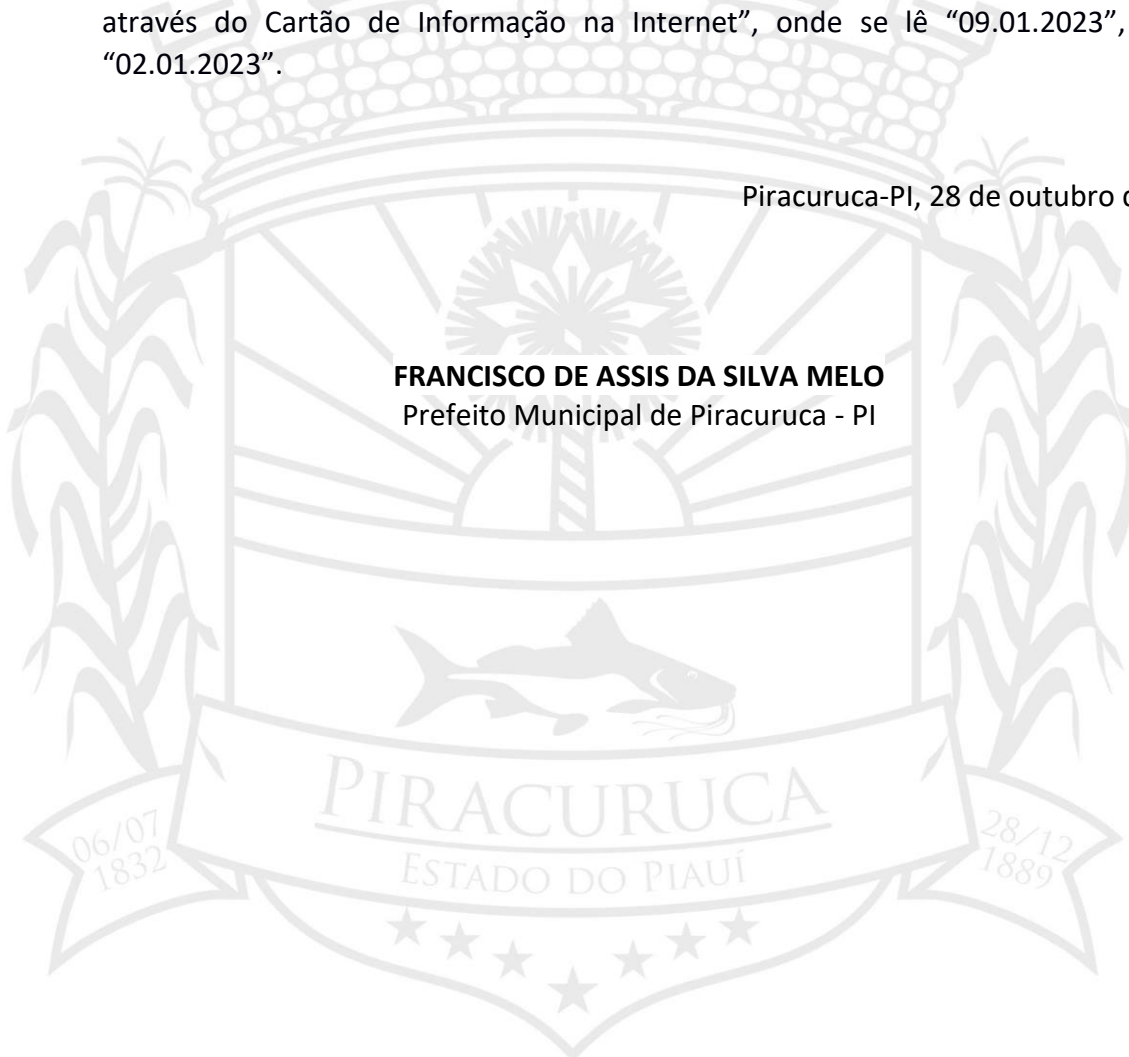 através do Cartão de Informação na Internet”, onde se lê “09.01.2023”,
“02.01.2023”.
Piracuruca-PI, 28 de outubro
FRANCISCO DE ASSIS DA SILVA MELO
Prefeito Municipal de Piracuruca - PI
PIRACURUCA
ESTADO DO PIAUÍ
06/07
1832
28/12
1889